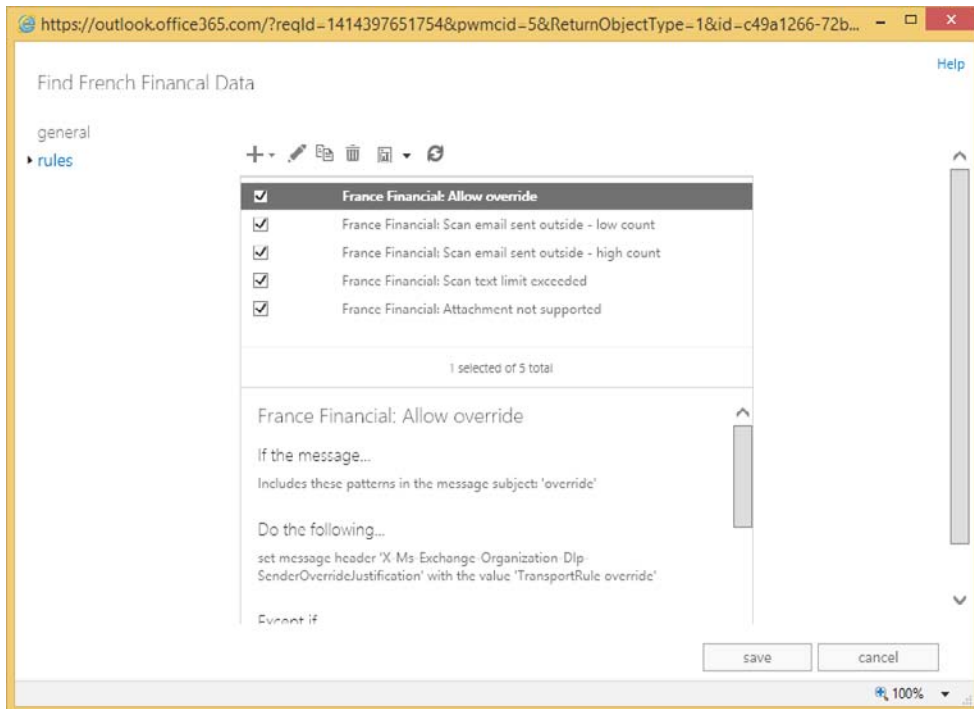 https://outlook.office365.com/?reqId=1414397651754&pwmcid=5&ReturnObjectType=1&id=c49a1266-72b...
Help
Find French Financal Data
general
rules
France Financial: Allow override
France Financial: Scan email sent outside - low count
France Financial: Scan email sent outside - high count
France Financial: Scan text limit exceeded
France Financial: Attachment not supported
1 selected of 5 total
France Financial: Allow override
If the message...
Includes these patterns in the message subject: 'override'
Do the following...
set message header 'X-Ms-Exchange-Organization-Dlp-
SenderOverrideJustification' with the value 'TransportRule override'
Except if
save cancel
100%